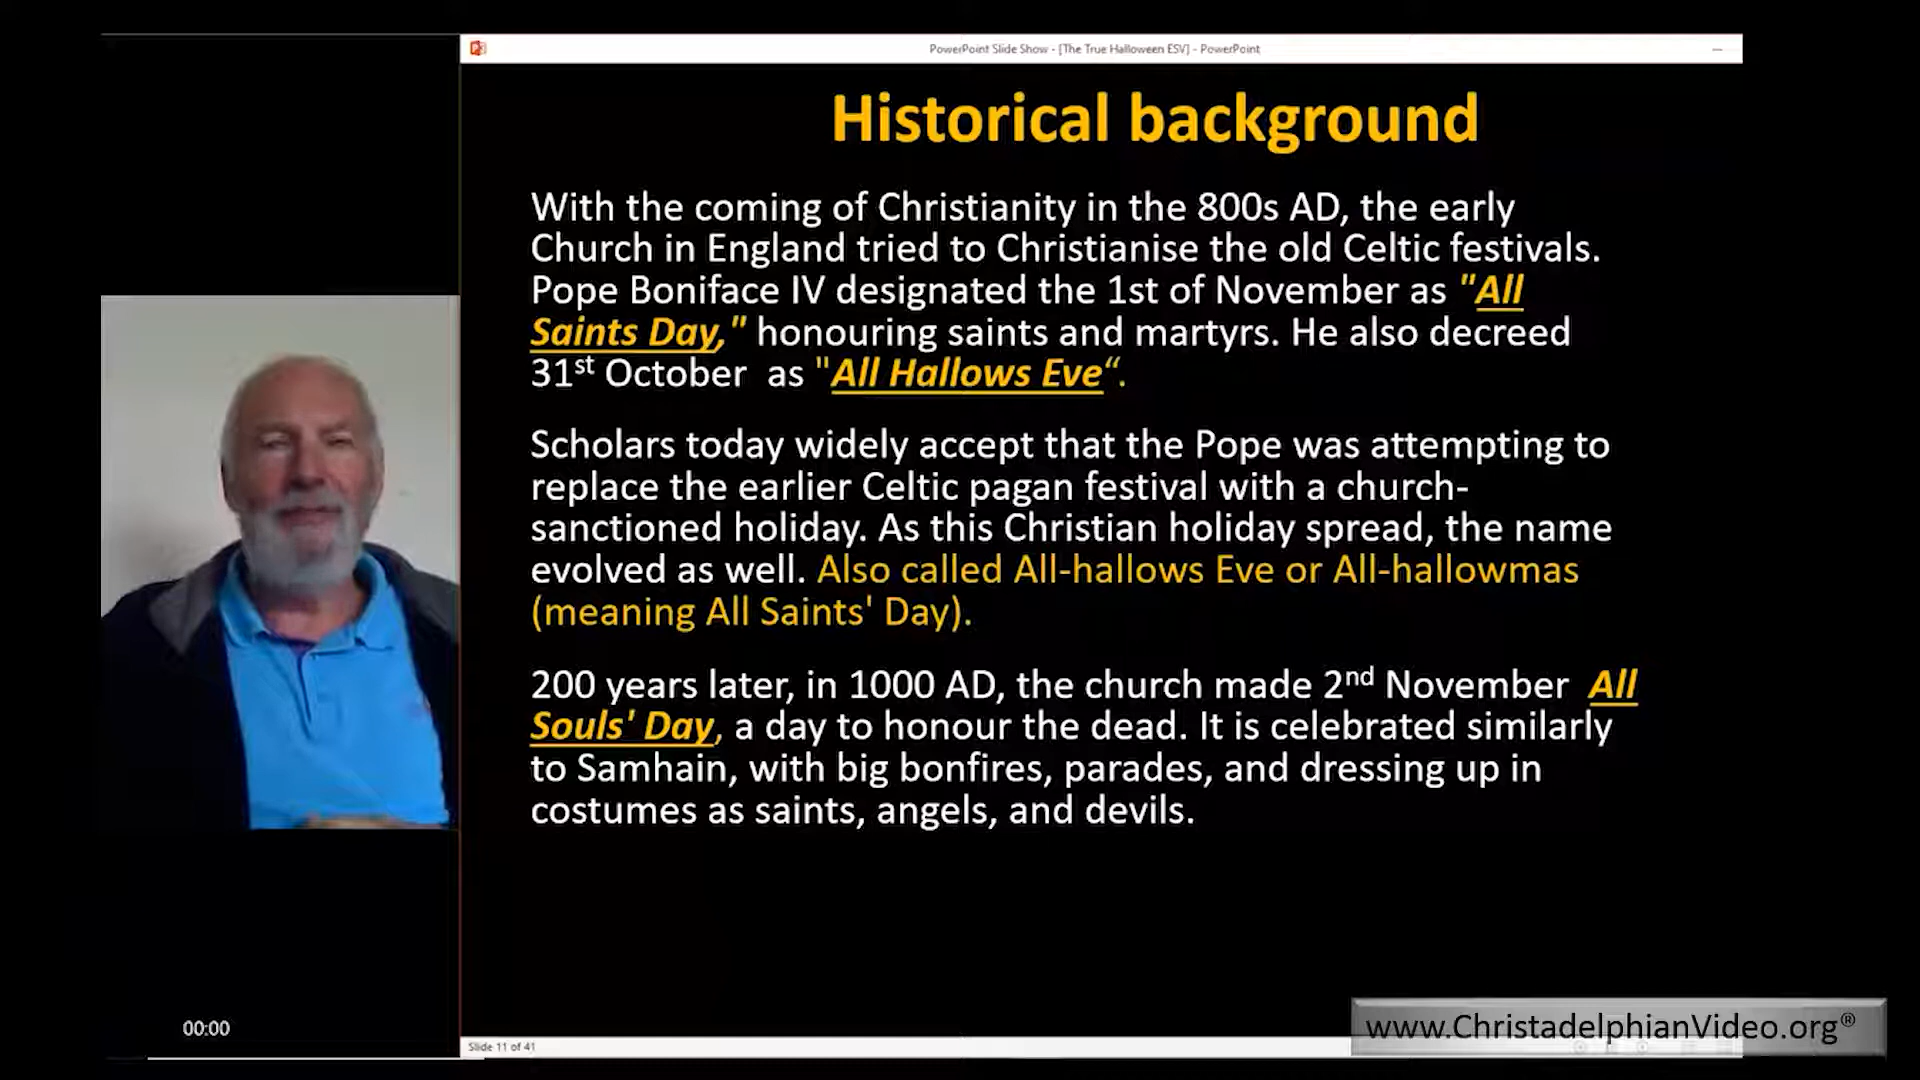 PowerPoint Slide Show - [The True Halloween ESV] - PowerPoint
Historical background
With the coming of Christianity in the 800s AD, the early
Church in England tried to Christianise the old Celtic festivals.
Pope Boniface IV designated the 1st of November as "All
Saints Day," honouring saints and martyrs. He also decreed
31st October as "All Hallows Eve“.
Scholars today widely accept that the Pope was attempting to
replace the earlier Celtic pagan festival with a church-
sanctioned holiday. As this Christian holiday spread, the name
evolved as well. Also called All-hallows Eve or All-hallowmas
(meaning All Saints' Day).
200 years later, in 1000 AD, the church made 2nd November All
Souls' Day, a day to honour the dead. It is celebrated similarly
to Samhain, with big bonfires, parades, and dressing up in
costumes as saints, angels, and devils.
00:00
www.ChristadelphianVideo.org®
Slide 11 of 41